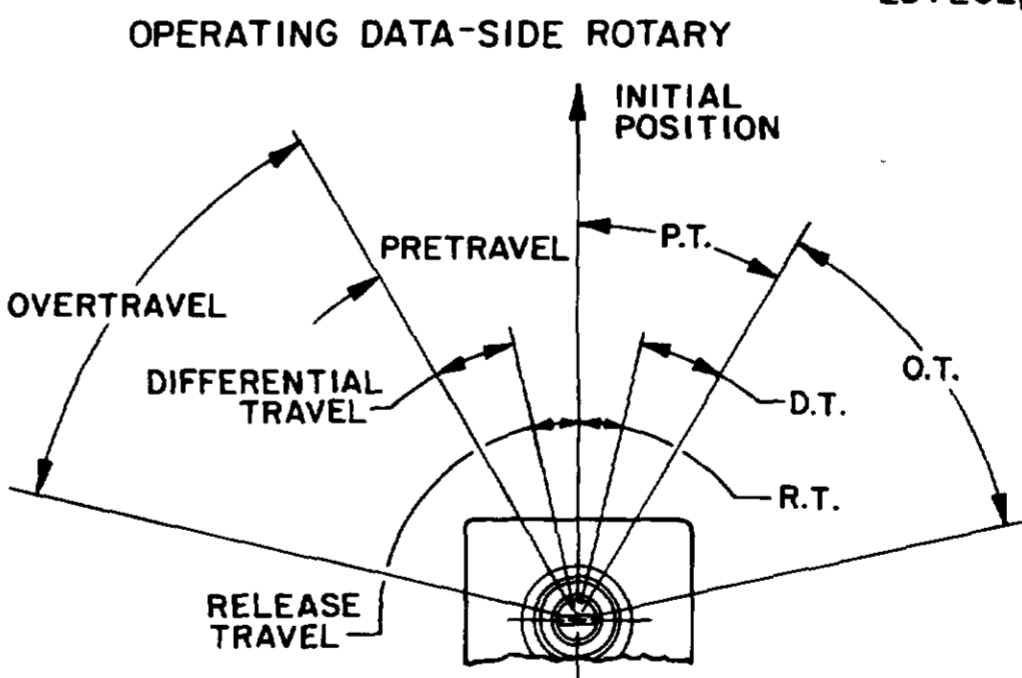 OPERATING DATA-SIDE ROTARY
INITIAL
POSITION
PRETRAVEL
P.T.
OVERTRAVEL
O.T.
DIFFERENTIAL
TRAVEL
D.T.
R.T.
RELEASE
TRAVEL